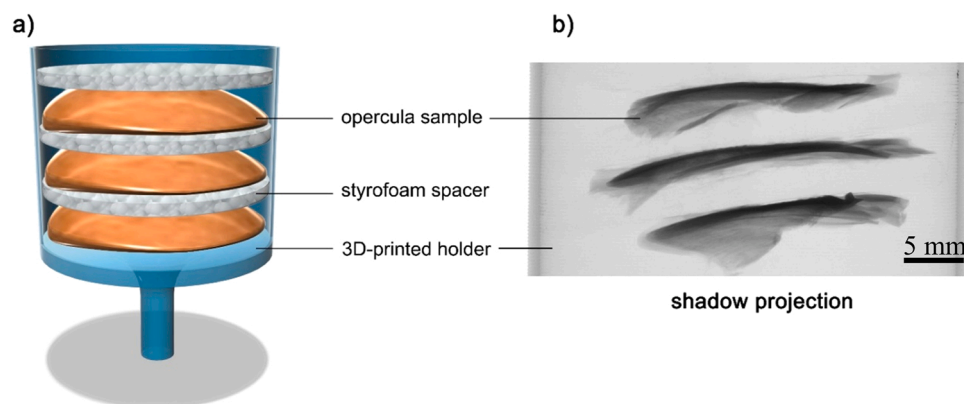 a)
b)
opercula sample
styrofoam spacer
3D-printed holder
5 mm
shadow projection